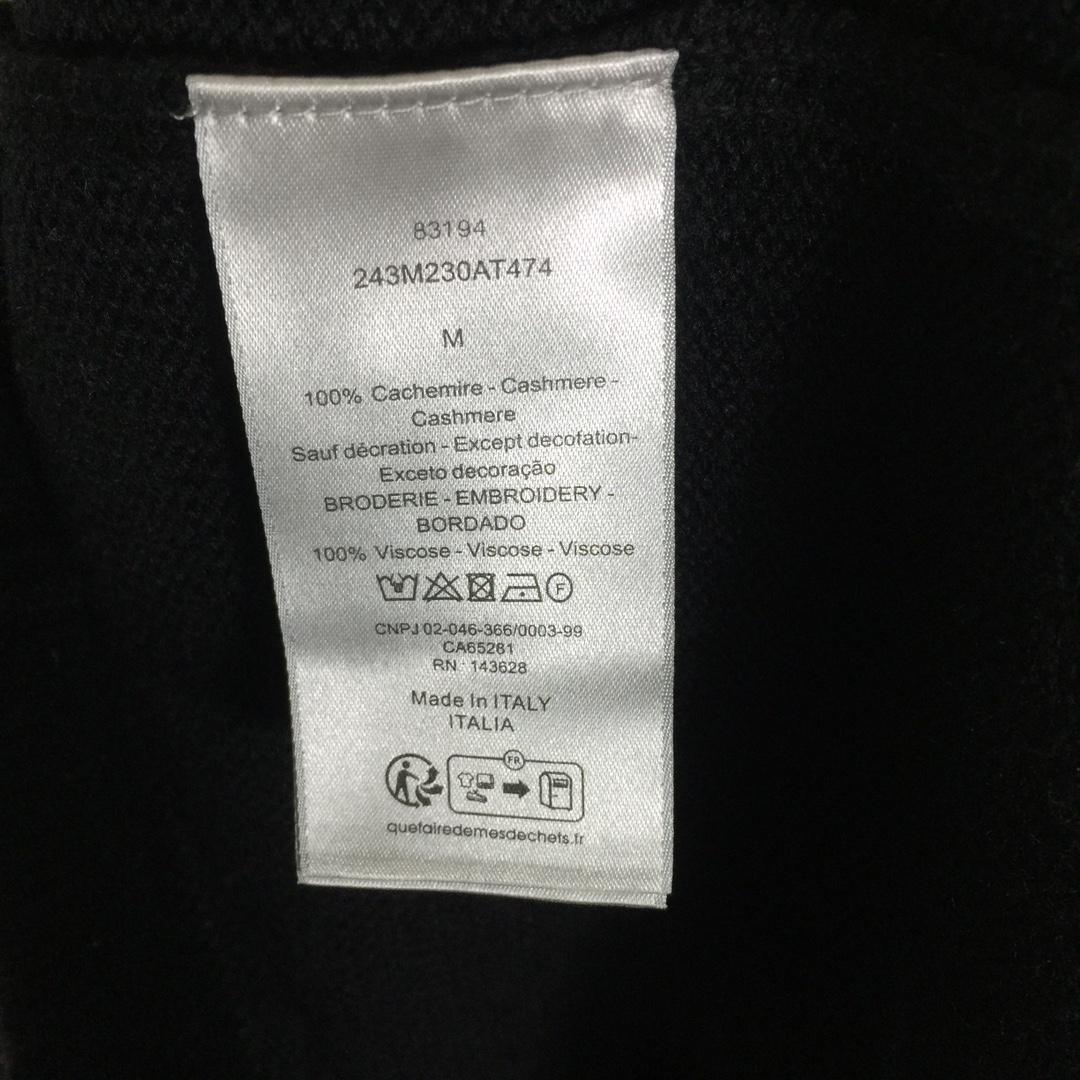 83194
243M230AT474
M
100% Cachemire - Cashmere -
Cashmere
Sauf décration - Except decofation-
Exceto decoração
BRODERIE - EMBROIDERY -
BORDADO
100% Viscose - Viscose - Viscose
F
CNPJ 02-046-366/0003-99
CA65281
RN : 143628
Made In ITALY
ITALIA
FR
quefairedemesdechets.fr